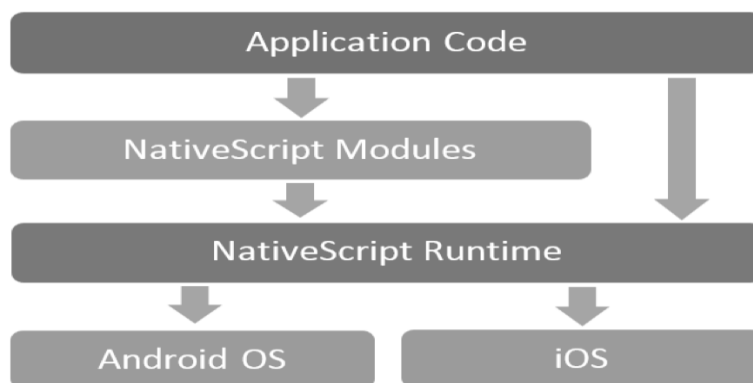 Application Code
NativeScript Modules
NativeScript Runtime
Android OS
iOS